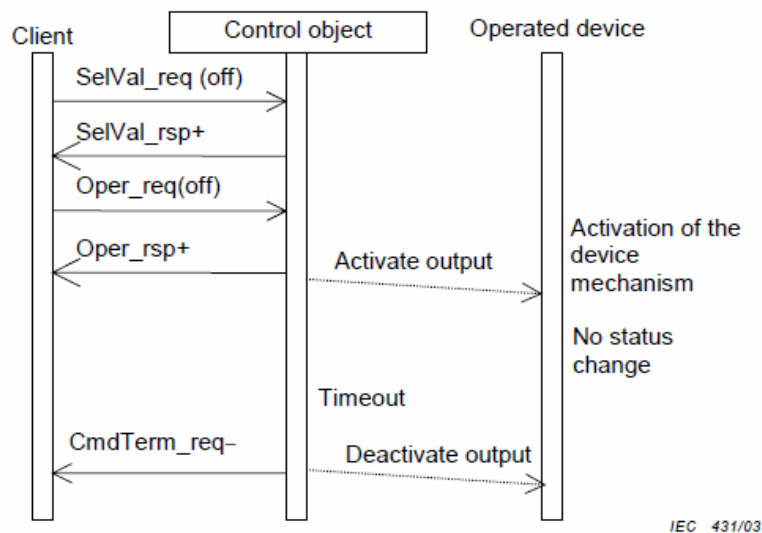 Client
Control object
Operated device
SelVal_req (off)
SelVal_rsp+
Oper_req(off)
Oper_rsp+
Activate output
Activation of the
device
mechanism
No status
change
Timeout
CmdTerm_req–
Deactivate output
IEC 431/03